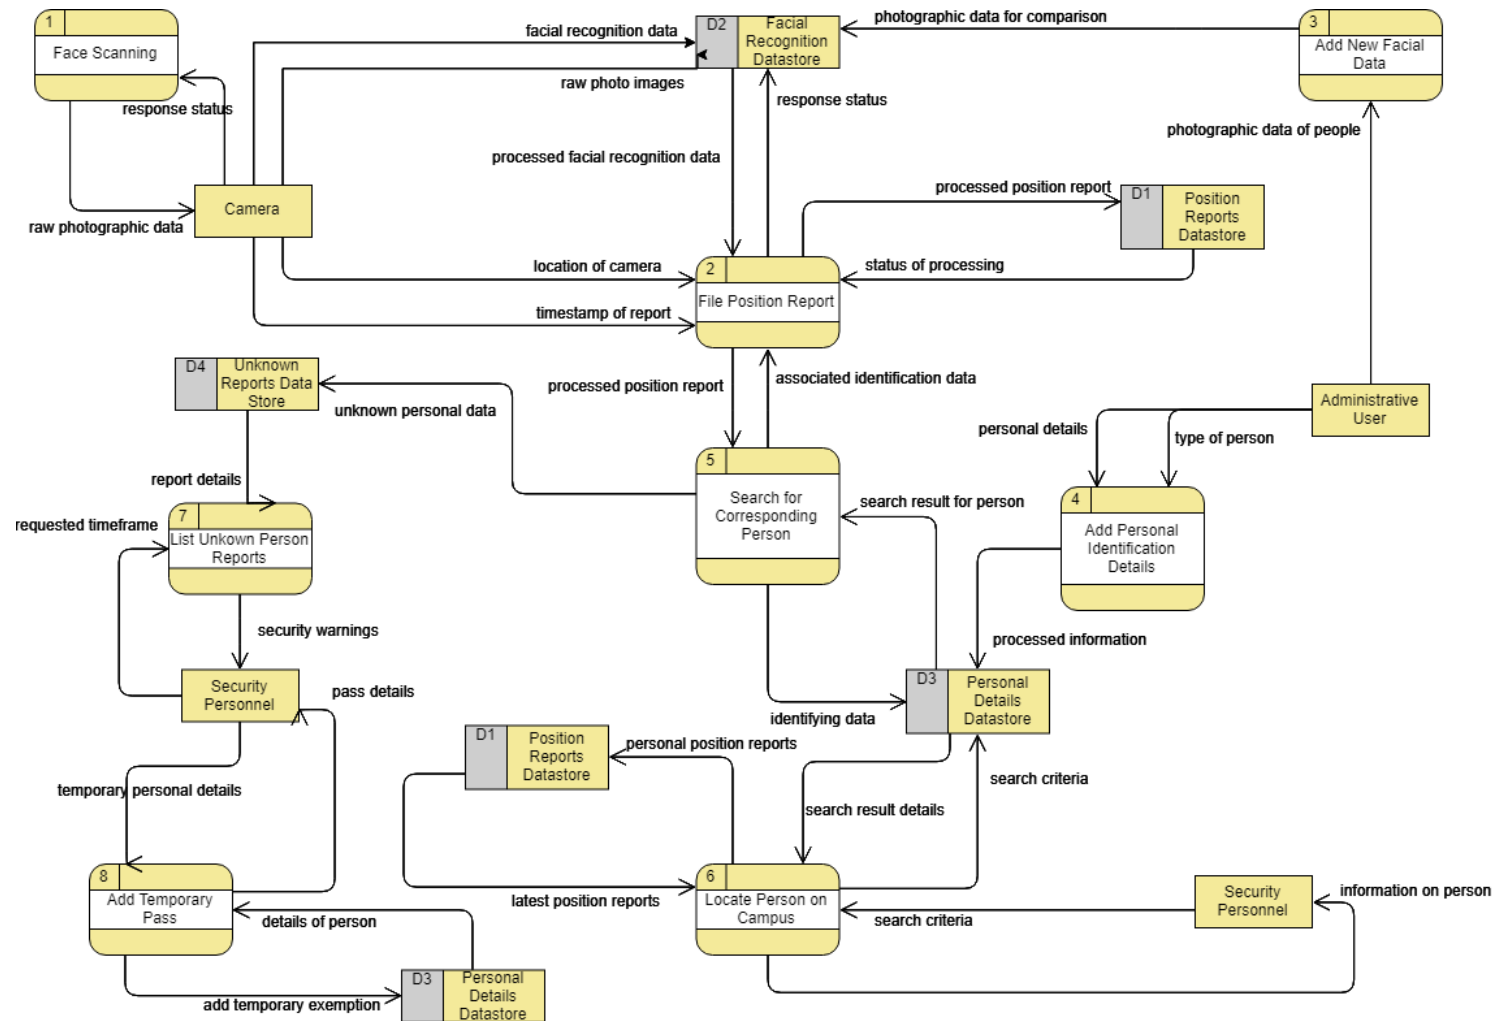 1
Face Scanning
response status
raw photographic data
Camera
facial recognition data
raw photo images
D2
Facial
Recognition
Datastore
photographic data for comparison
3
Add New Facial
Data
response status
photographic data of people
processed facial recognition data
processed position report
D1
Position
Reports
Datastore
location of camera
2
File Position Report
status of processing
timestamp of report
D4
Unknown
Reports Data
Store
unknown personal data
processed position report
associated identification data
Administrative
User
personal details
type of person
report details
5
Search for
Corresponding
Person
search result for person
4
Add Personal
Identification
Details
requested timeframe
7
List Unkown Person
Reports
security warnings
processed information
Security
Personnel
pass details
D3
Personal
Details
Datastore
identifying data
D1
Position
Reports
Datastore
personal position reports
search criteria
temporary personal details
search result details
8
Add Temporary
Pass
latest position reports
6
Locate Person on
Campus
Security
Personnel
information on person
details of person
search criteria
add temporary exemption
D3
Personal
Details
Datastore